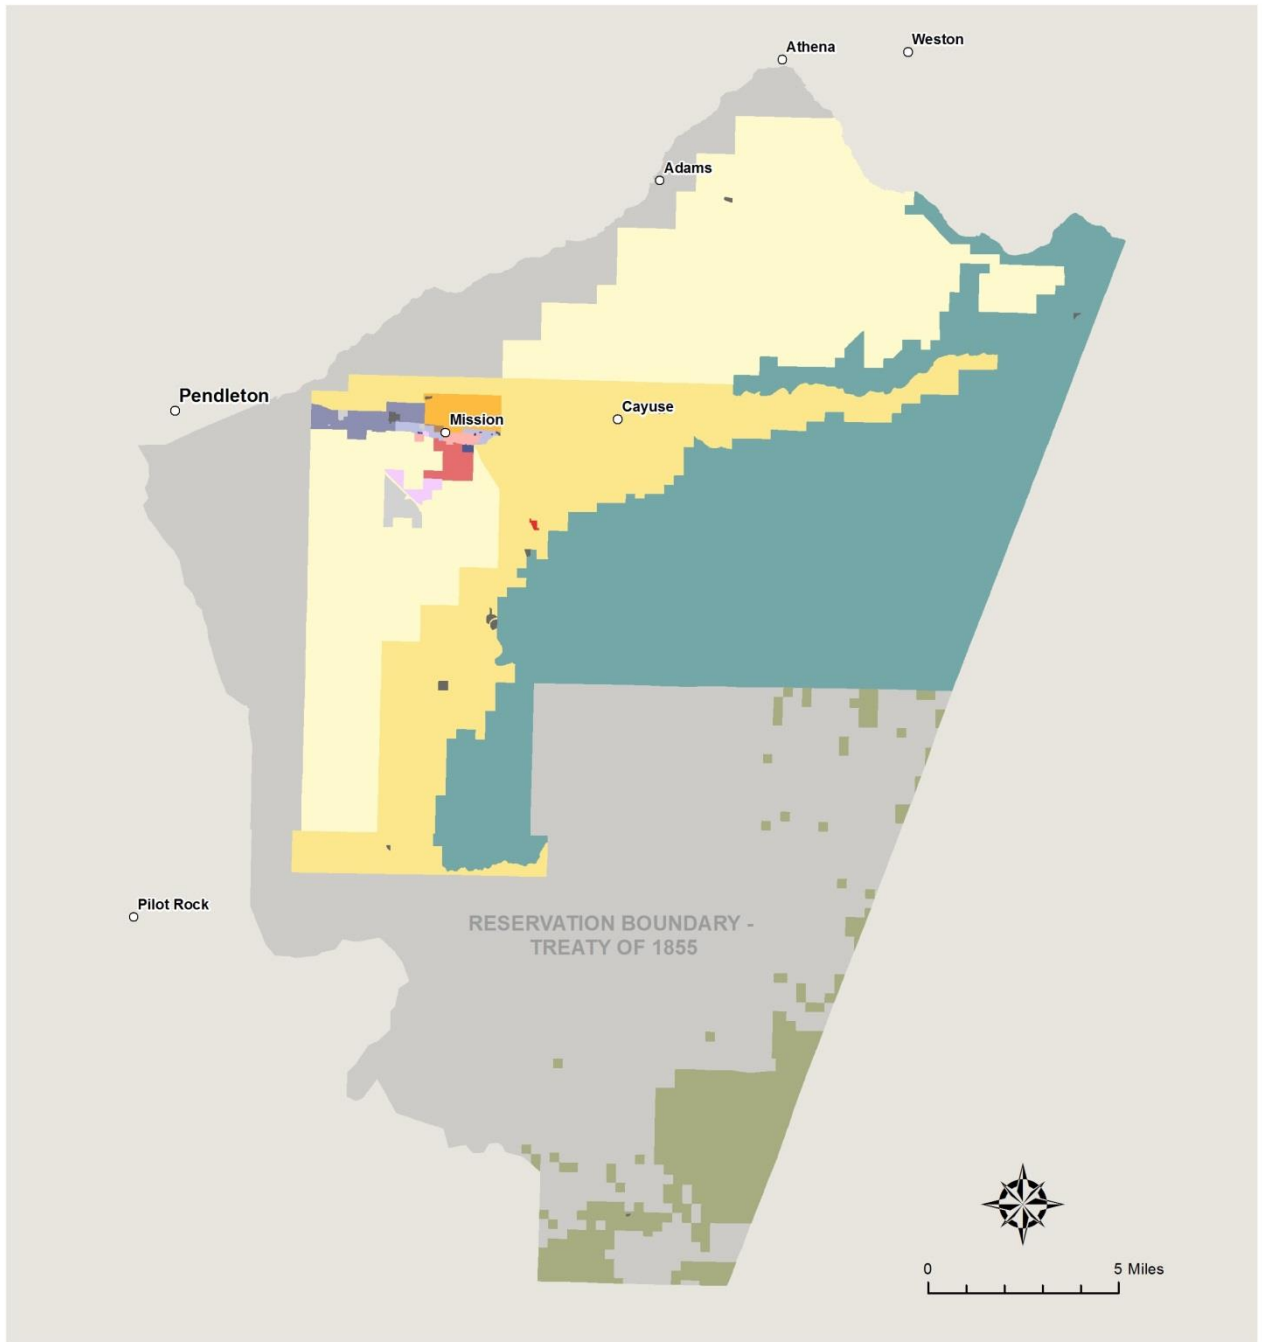 Weston
Athena
Adams
Pendleton
Cayuse
Mission
Pilot Rock
RESERVATION BOUNDARY -
TREATY OF 1855
0 5 Miles